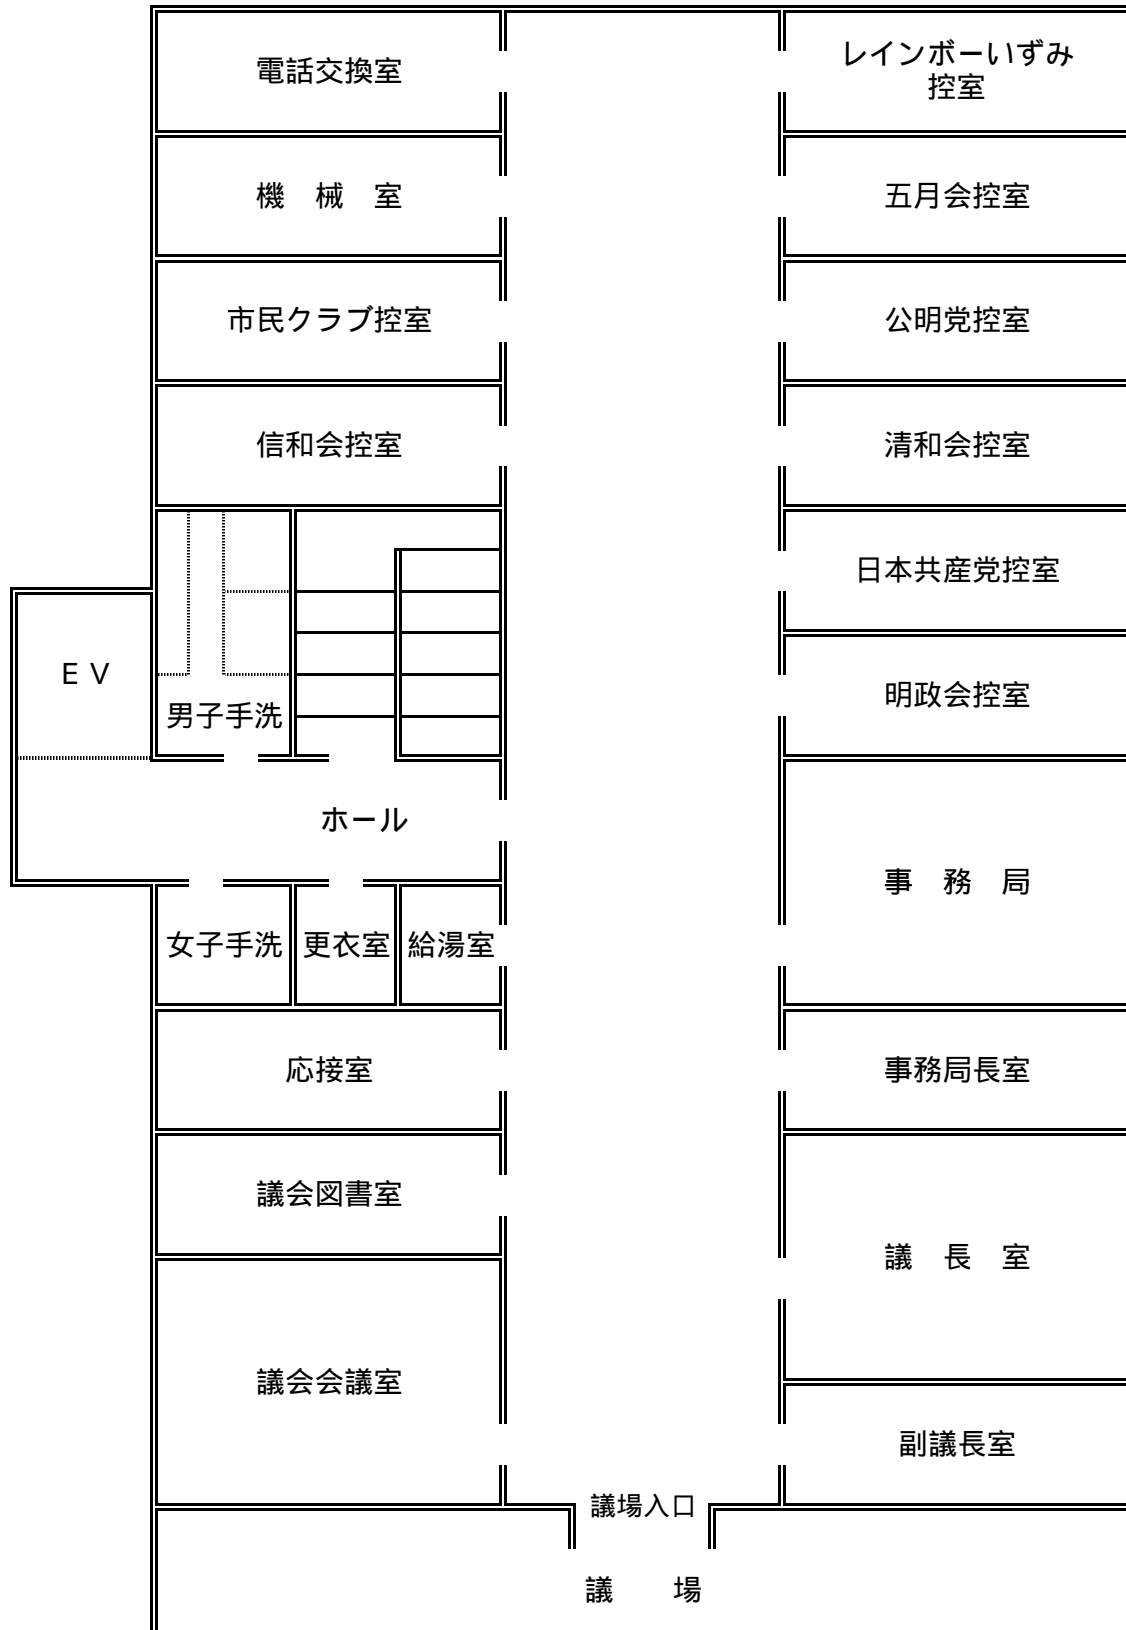 電話交換室
レインボーいずみ
控室
機　械　室
五月会控室
市民クラブ控室
公明党控室
信和会控室
清和会控室
日本共産党控室
ＥＶ
明政会控室
男子手洗
ホール
事　務　局
女子手洗
更衣室
給湯室
応接室
事務局長室
議会図書室
議　長　室
議会会議室
副議長室
議場入口
議　　場